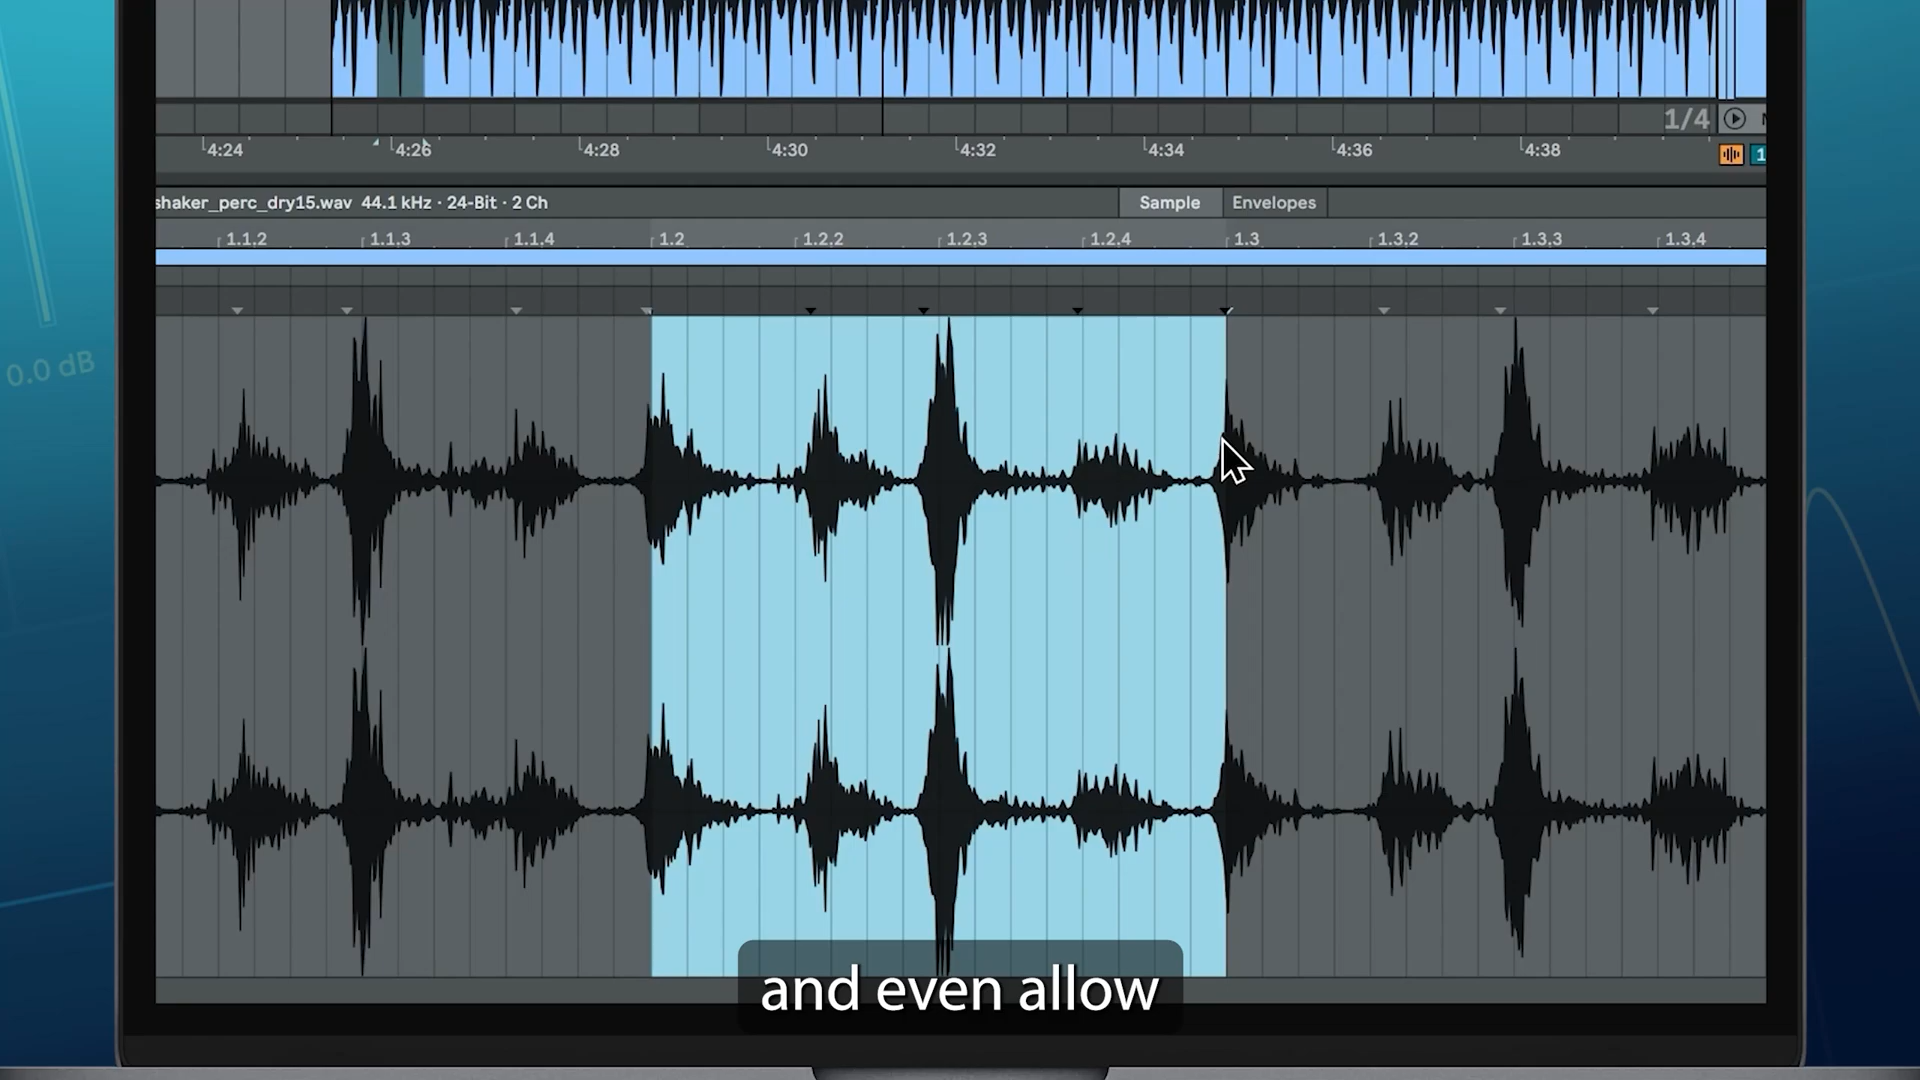 1/4
4:24 4:26 4:28 4:30 4:32 4:34 4:36 4:38
1
shaker_perc_dry15.wav 44.1 kHz · 24-Bit · 2 Ch Sample Envelopes
1.1.2 1.1.3 1.1.4 1.2 1.2.2 1.2.3 1.2.4 1.3 1.3.2 1.3.3 1.3.4
0.0 dB
and even allow